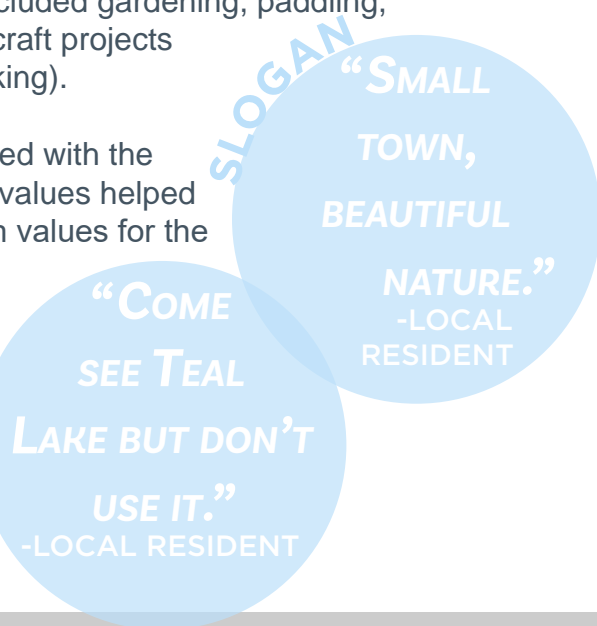 cluded gardening, paddling,
craft projects
king).
ed with the
values helped
n values for the
SLOGAN
“SMALL
TOWN,
BEAUTIFUL
NATURE.”
-LOCAL
RESIDENT
“COME
SEE TEAL
LAKE BUT DON’T
USE IT.”
-LOCAL RESIDENT